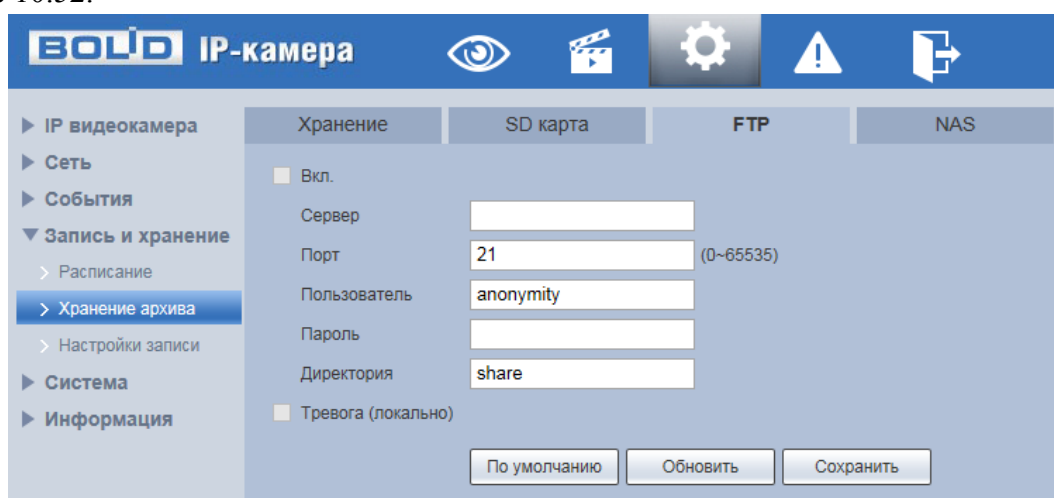 10.52.
BOLID IP-камера
IP видеокамера
Сеть
События
Запись и хранение
Расписание
Хранение архива
Настройки записи
Система
Информация
Хранение SD карта FTP NAS
Вкл.
Сервер
Порт 21 (0~65535)
Пользователь anonymity
Пароль
Директория share
Тревога (локально)
По умолчанию Обновить Сохранить